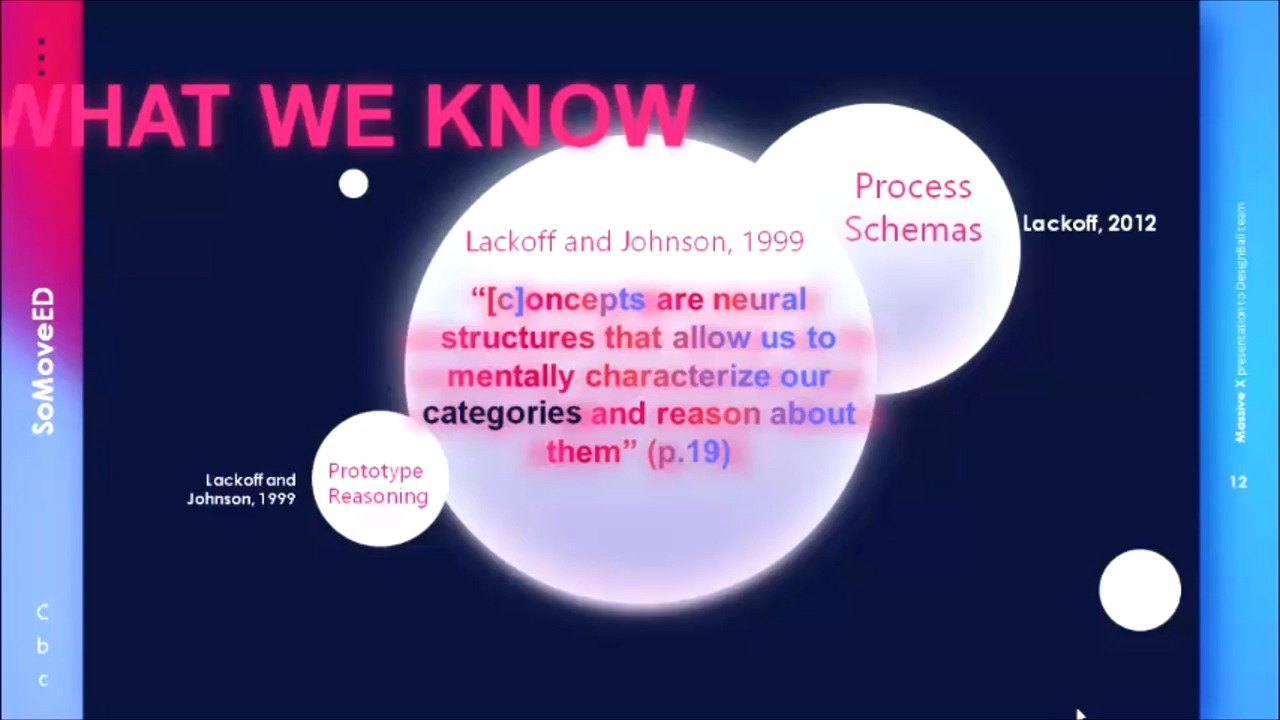 WHAT WE KNOW
Process
Schemas
Lackoff, 2012
Lackoff and Johnson, 1999
“[c]oncepts are neural
structures that allow us to
mentally characterize our
categories and reason about
them” (p.19)
Prototype
Reasoning
Lackoff and
Johnson, 1999
SoMoveED
C
b
c
Massive X presentation to DesignBall team
12